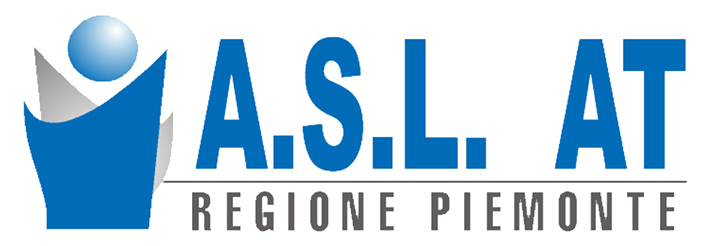 A.S.L. AT
REGIONE PIEMONTE